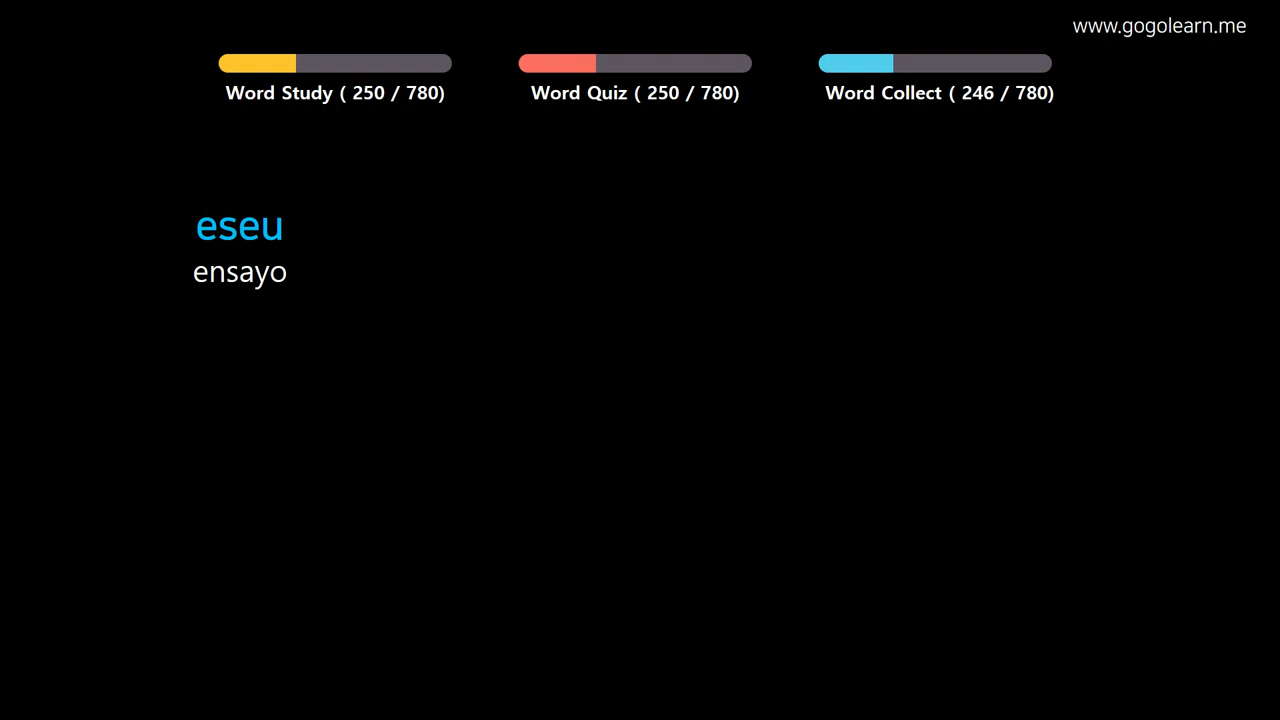 www.gogolearn.me
Word Study ( 250 / 780)
Word Quiz ( 250 / 780)
Word Collect ( 246 / 780)
eseu
ensayo